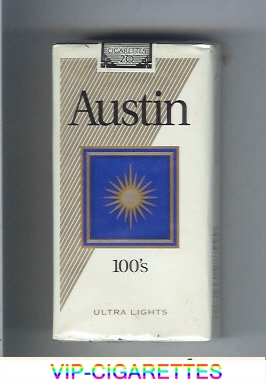 CIGARETTES
20
Austin
100's
ULTRA LIGHTS
VIP-CIGARETTES